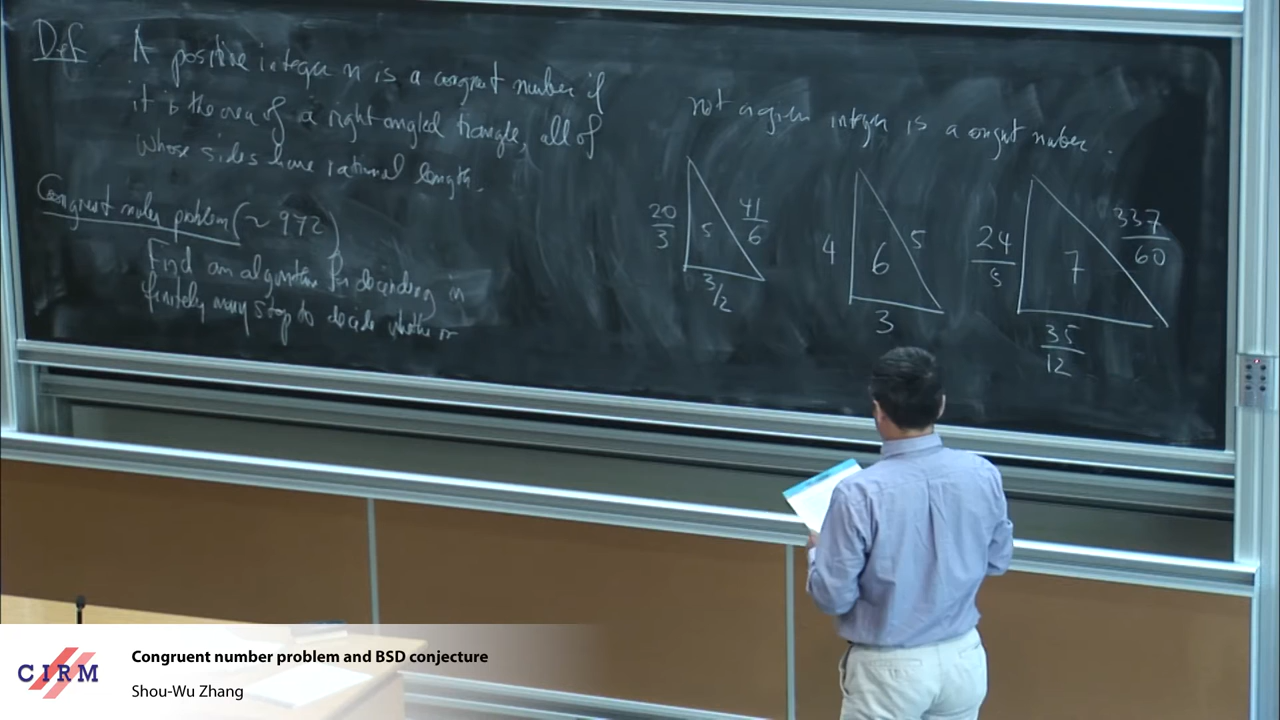 Def A positive integer n is a congruent number if
it is the area of a right angled triangle, all of
whose sides have rational length.
Congruent number problem (~972)
Find an algorithm for deciding in
finitely many step to decide whether or
not a given integer is a congruent number.
20/3 5 41/6 3/2
4 6 5 3
24/5 7 337/60 35/12
CIRM
Congruent number problem and BSD conjecture
Shou-Wu Zhang